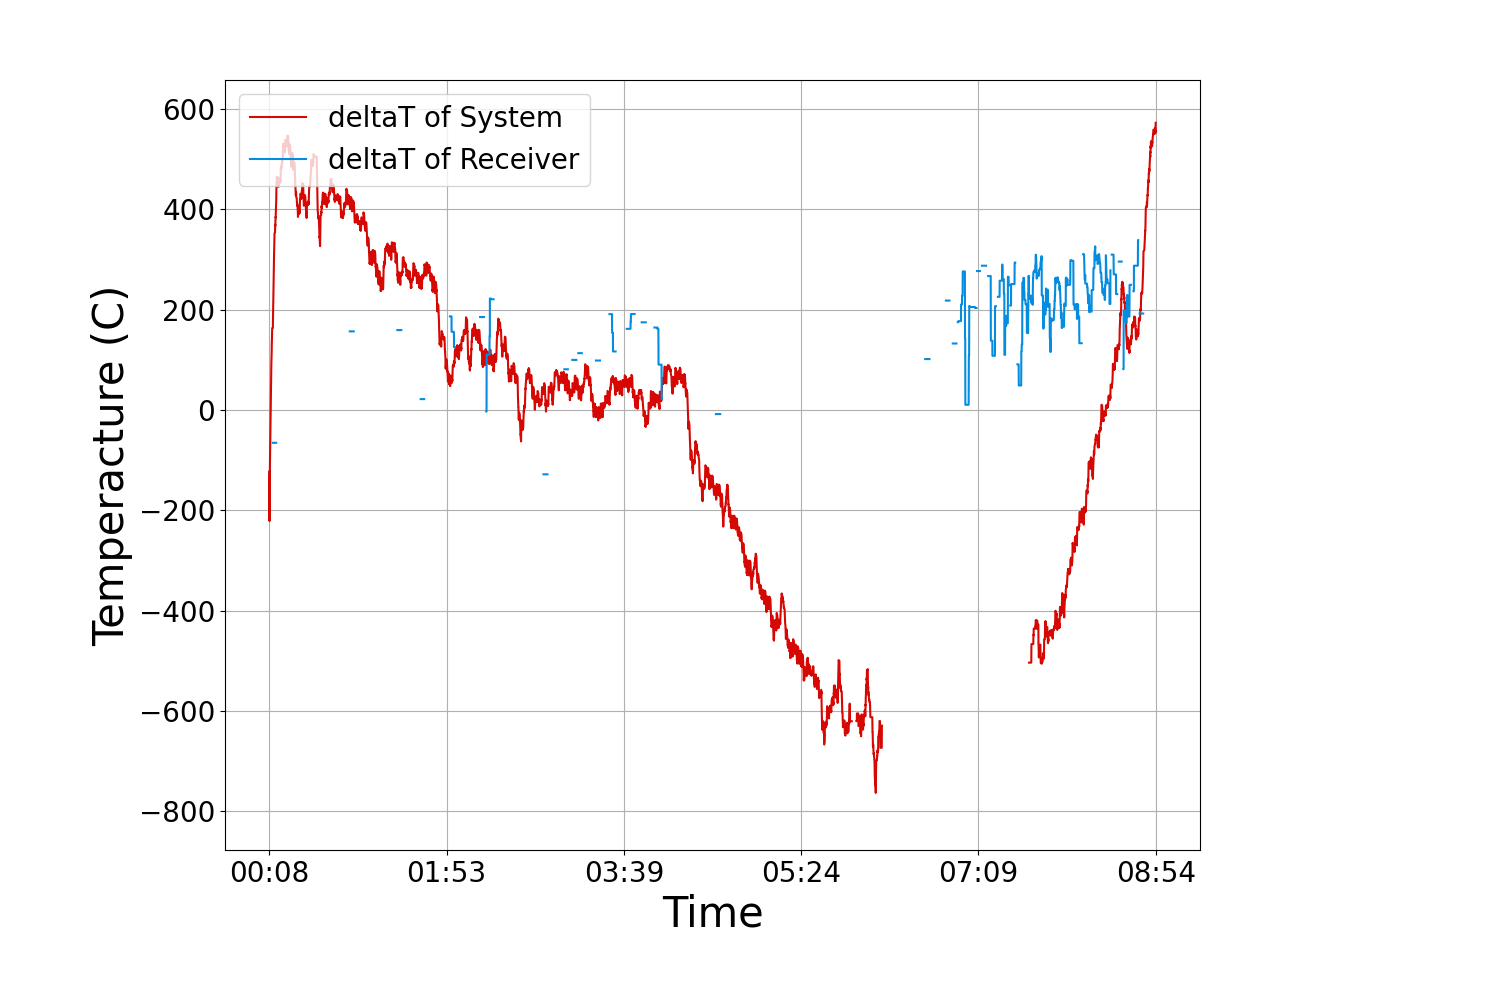 deltaT of System
deltaT of Receiver
Temperacture (C)
600
400
200
0
−200
−400
−600
−800
00:08 01:53 03:39 05:24 07:09 08:54
Time